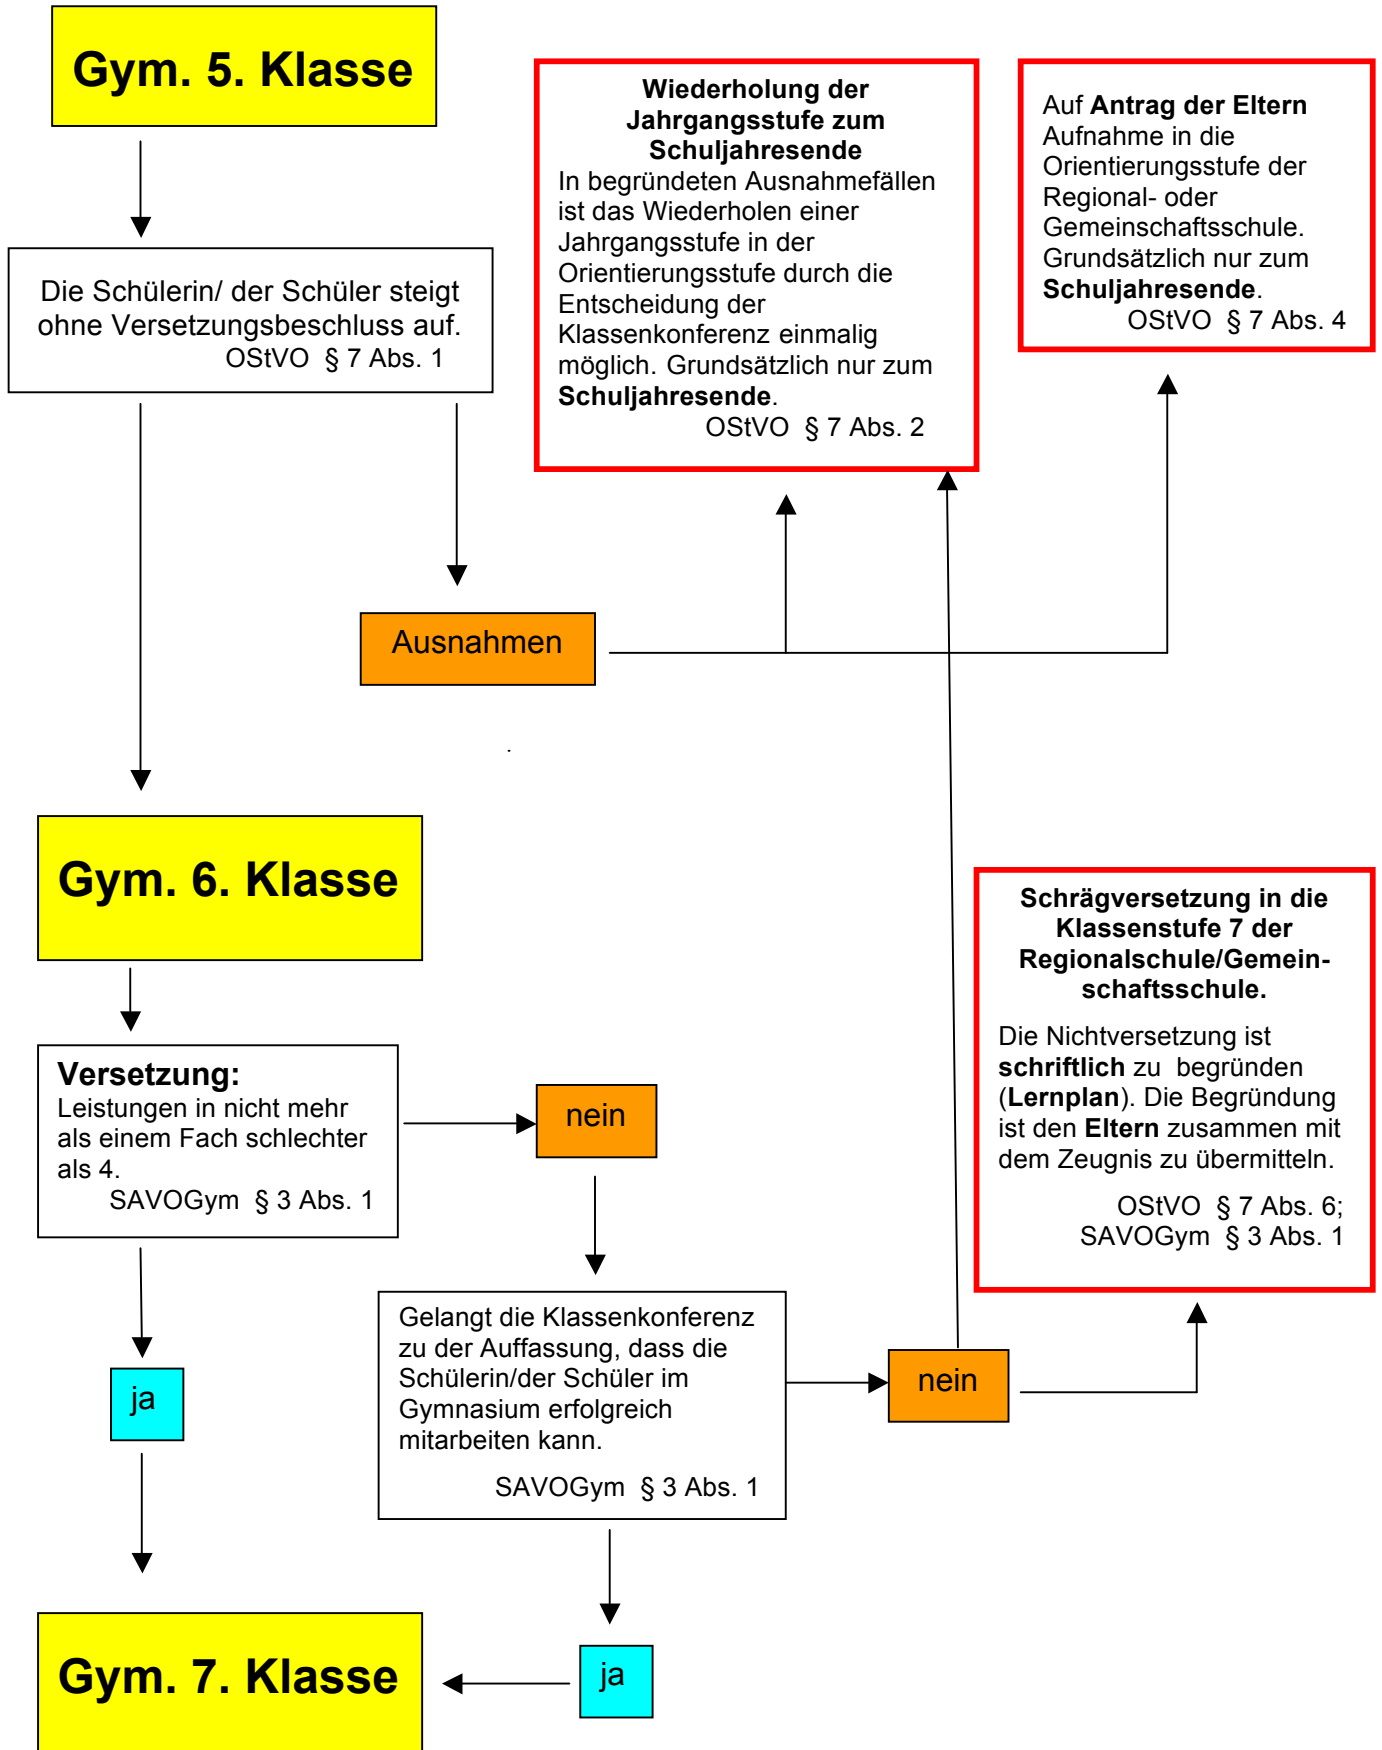 Gym. 5. Klasse
Wiederholung der
Jahrgangsstufe zum
Schuljahresende
In begründeten Ausnahmefällen
ist das Wiederholen einer
Jahrgangsstufe in der
Orientierungsstufe durch die
Entscheidung der
Klassenkonferenz einmalig
möglich. Grundsätzlich nur zum
Schuljahresende.
OStVO § 7 Abs. 2
Auf Antrag der Eltern
Aufnahme in die
Orientierungsstufe der
Regional- oder
Gemeinschaftsschule.
Grundsätzlich nur zum
Schuljahresende.
OStVO § 7 Abs. 4
Die Schülerin/ der Schüler steigt
ohne Versetzungsbeschluss auf.
OStVO § 7 Abs. 1
Ausnahmen
.
Gym. 6. Klasse
Schrägversetzung in die
Klassenstufe 7 der
Regionalschule/Gemein-
schaftsschule.
Die Nichtversetzung ist
schriftlich zu begründen
(Lernplan). Die Begründung
ist den Eltern zusammen mit
dem Zeugnis zu übermitteln.
OStVO § 7 Abs. 6;
SAVOGym § 3 Abs. 1
Versetzung:
Leistungen in nicht mehr
als einem Fach schlechter
als 4.
SAVOGym § 3 Abs. 1
nein
Gelangt die Klassenkonferenz
zu der Auffassung, dass die
Schülerin/der Schüler im
Gymnasium erfolgreich
mitarbeiten kann.
SAVOGym § 3 Abs. 1
nein
ja
Gym. 7. Klasse
ja